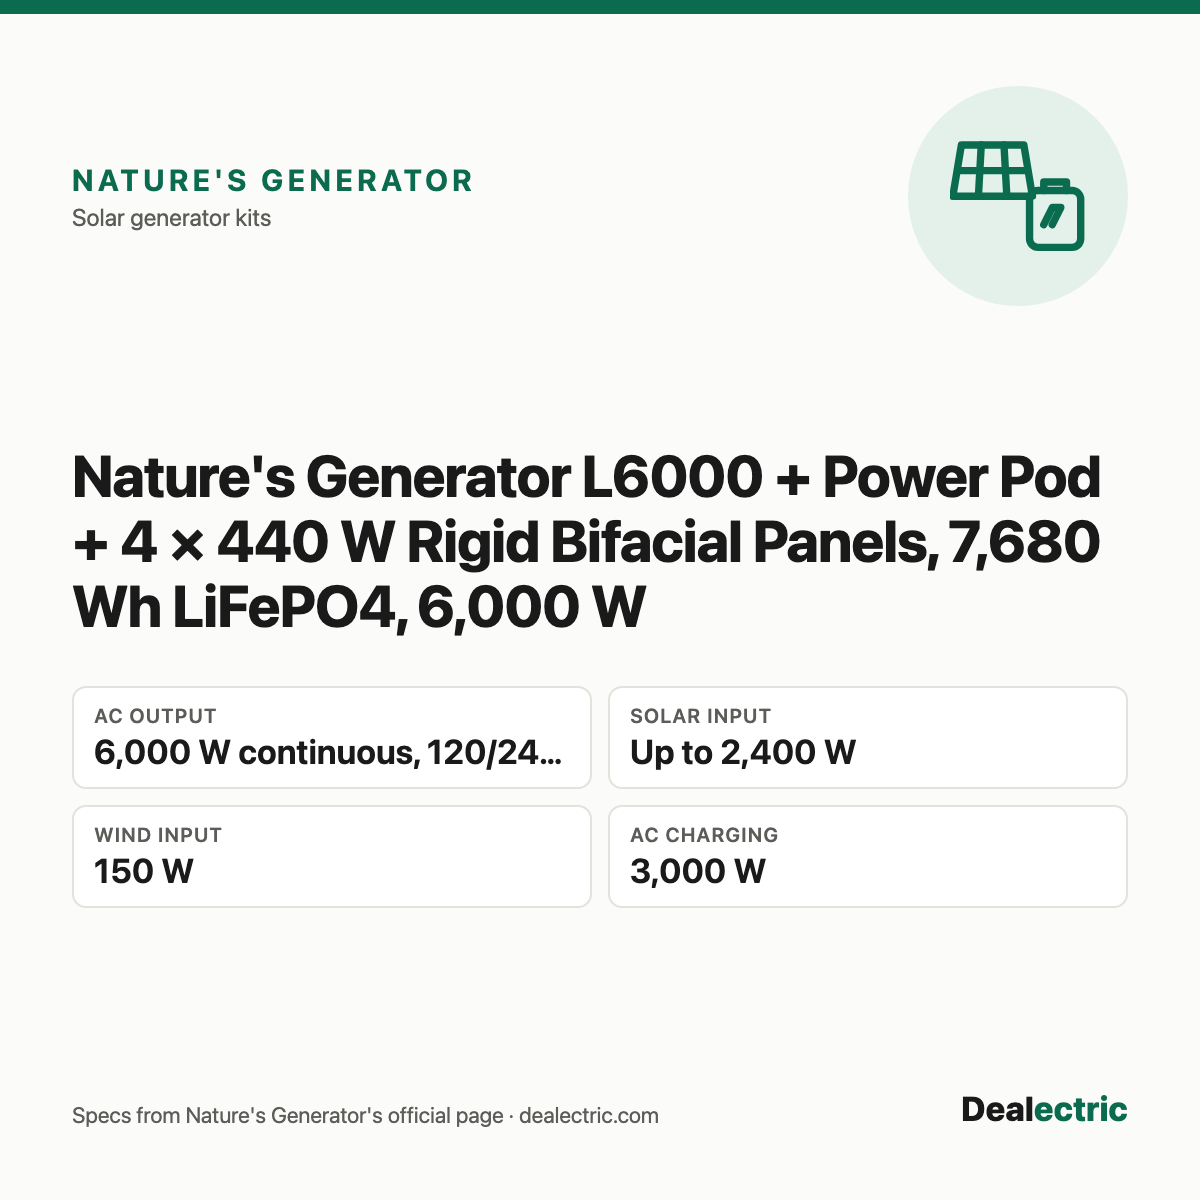 NATURE'S GENERATOR
Solar generator kits
Nature's Generator L6000 + Power Pod
+ 4 × 440 W Rigid Bifacial Panels, 7,680
Wh LiFePO4, 6,000 W
AC OUTPUT
6,000 W continuous, 120/24...
SOLAR INPUT
Up to 2,400 W
WIND INPUT
150 W
AC CHARGING
3,000 W
Specs from Nature's Generator's official page · dealectric.com
Dealectric